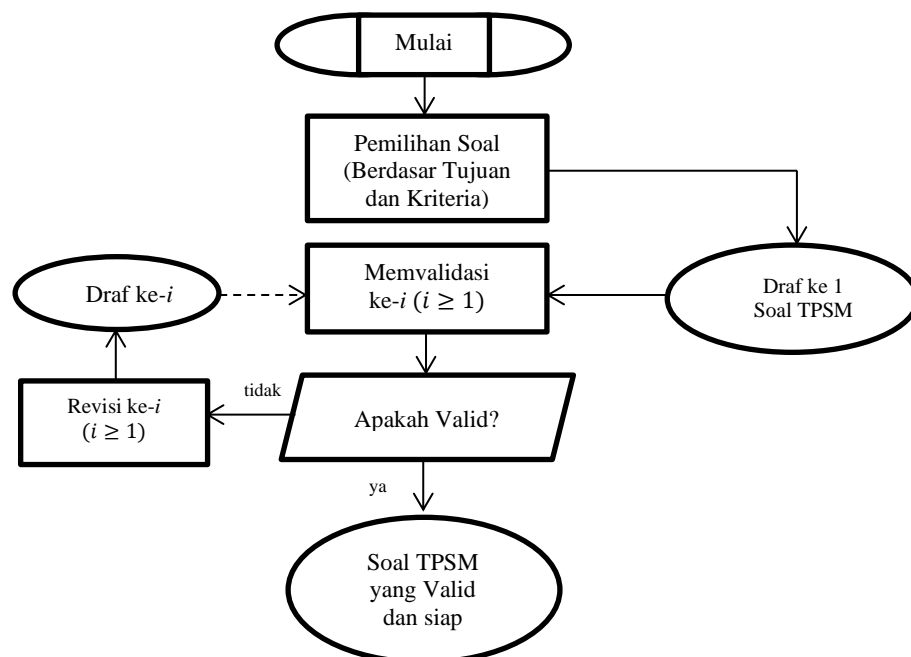 Mulai
Pemilihan Soal
(Berdasar Tujuan
dan Kriteria)
Draf ke-i
Memvalidasi
ke-i (i ≥ 1)
Draf ke 1
Soal TPSM
tidak
Revisi ke-i
(i ≥ 1)
Apakah Valid?
ya
Soal TPSM
yang Valid
dan siap